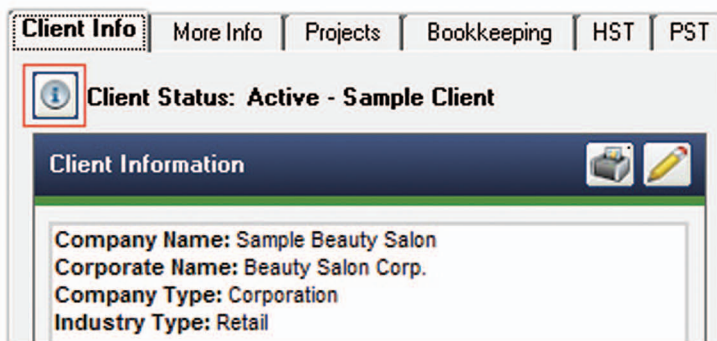 Client Info More Info Projects Bookkeeping HST PST
Client Status: Active - Sample Client
Client Information
Company Name: Sample Beauty Salon
Corporate Name: Beauty Salon Corp.
Company Type: Corporation
Industry Type: Retail